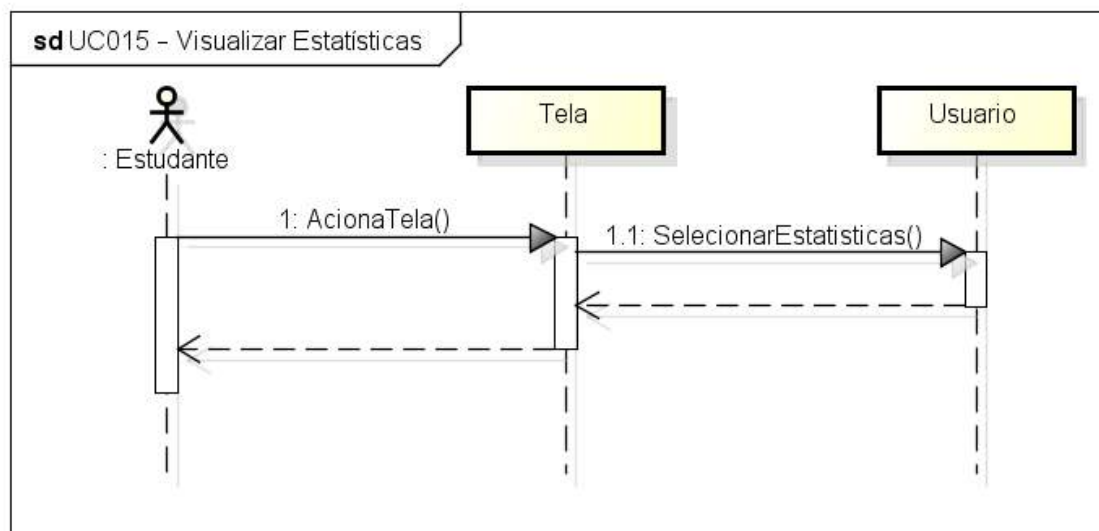 sd UC015 - Visualizar Estatísticas
Tela
Usuario
: Estudante
1: AcionaTela()
1.1: SelecionarEstatisticas()